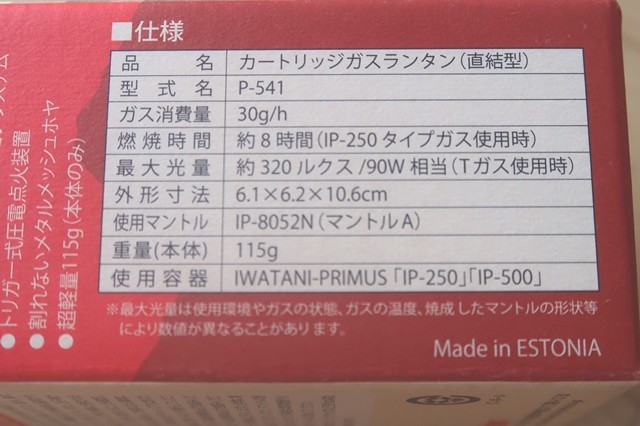 ■仕様
品名 カートリッジガスランタン(直結型)
型式名 P-541
ガス消費量 30g/h
燃焼時間 約8時間(IP-250タイプガス使用時)
最大光量 約320ルクス/90W相当(Tガス使用時)
外形寸法 6.1×6.2×10.6cm
使用マントル IP-8052N(マントルA)
重量(本体) 115g
使用容器 IWATANI-PRIMUS「IP-250」「IP-500」
※最大光量は使用環境やガスの状態、ガスの温度、焼成したマントルの形状等
により数値が異なることがあります。
Made in ESTONIA
●トリガー式圧電点火装置
●割れないメタルメッシュホヤ
●超軽量115g(本体のみ)